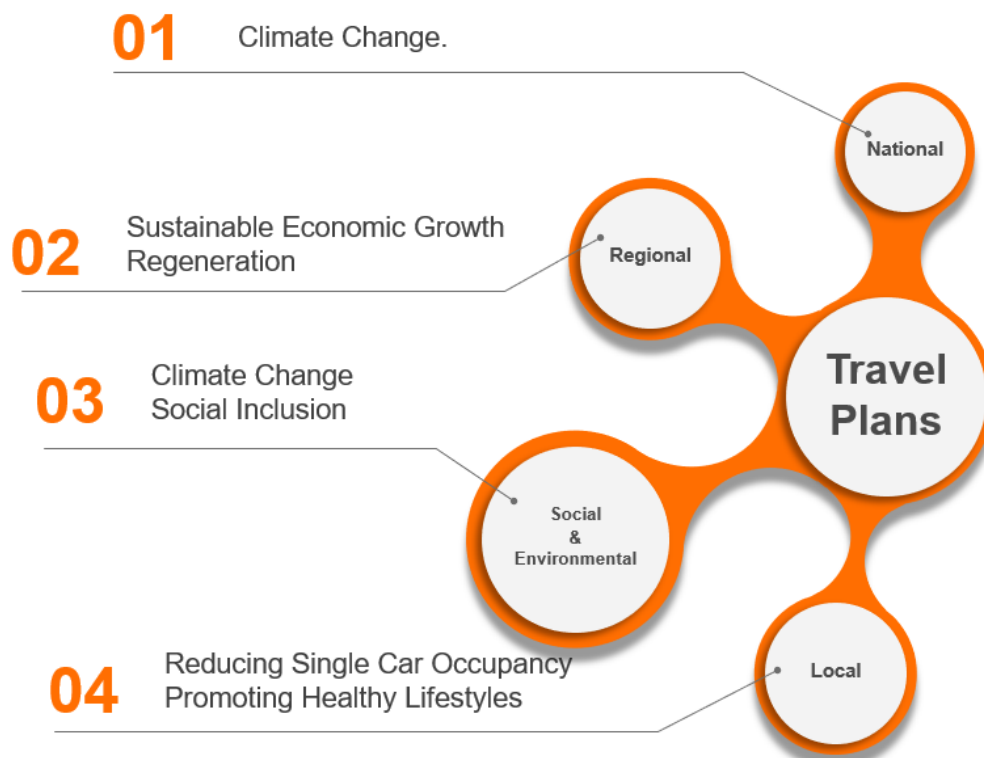 01
Climate Change.
National
02
Sustainable Economic Growth
Regeneration
Regional
Travel
Plans
03
Climate Change
Social Inclusion
Social
&
Environmental
04
Reducing Single Car Occupancy
Promoting Healthy Lifestyles
Local